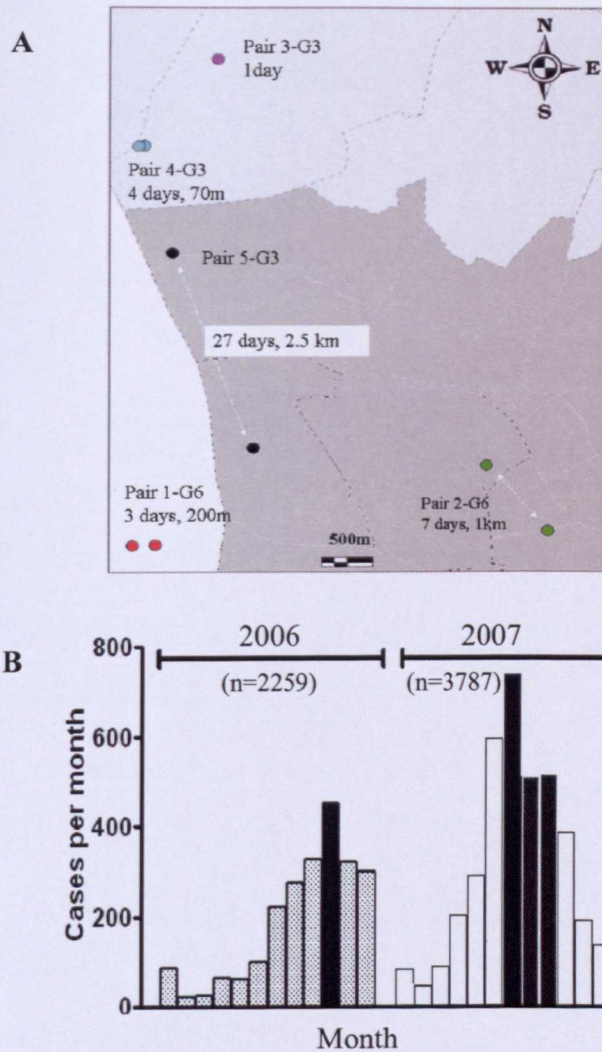 A
N
W E
S
Pair 3-G3
1day
Pair 4-G3
4 days, 70m
Pair 5-G3
27 days, 2.5 km
Pair 1-G6
3 days, 200m
Pair 2-G6
7 days, 1km
500m
B
2006
2007
(n=2259)
(n=3787)
Cases per month
800
600
400
200
0
Month